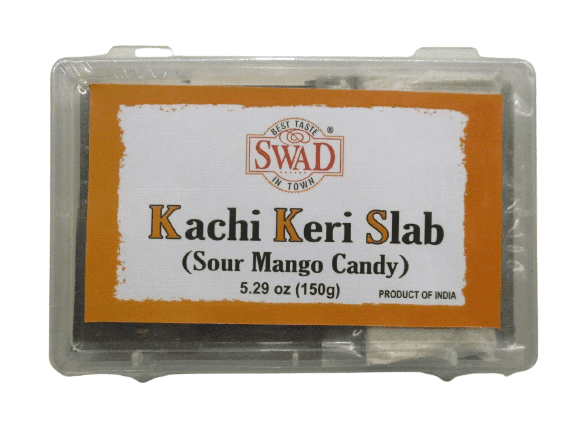 BEST TASTE
SWAD®
IN TOWN
Kachi Keri Slab
(Sour Mango Candy)
5.29 oz (150g)
PRODUCT OF INDIA